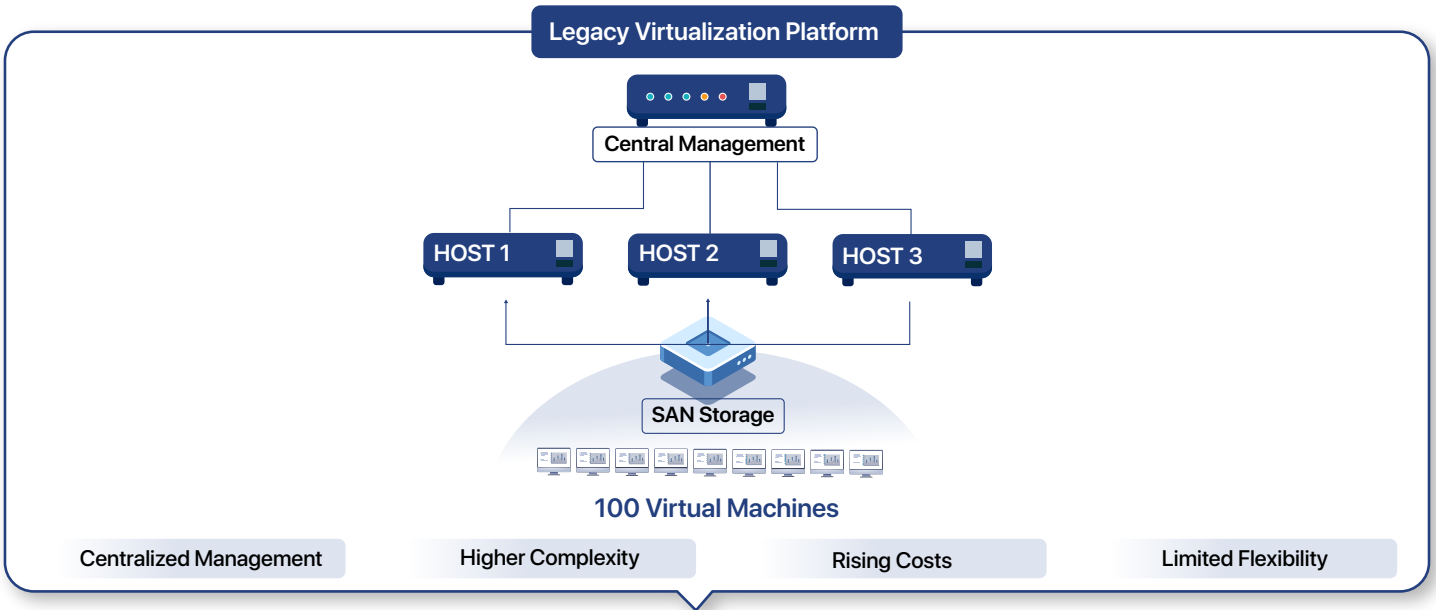 Legacy Virtualization Platform
Central Management
HOST 1
HOST 2
HOST 3
SAN Storage
100 Virtual Machines
Centralized Management
Higher Complexity
Rising Costs
Limited Flexibility